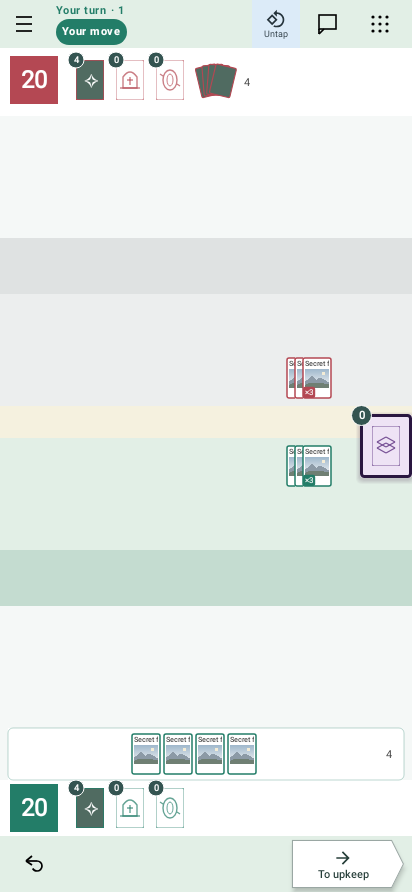 Your turn · 1
Your move
Untap
20
4
0
0
4
S
S
Secret f
×3
0
S
S
Secret f
×3
Secret f
Secret f
Secret f
Secret f
4
20
4
0
0
To upkeep